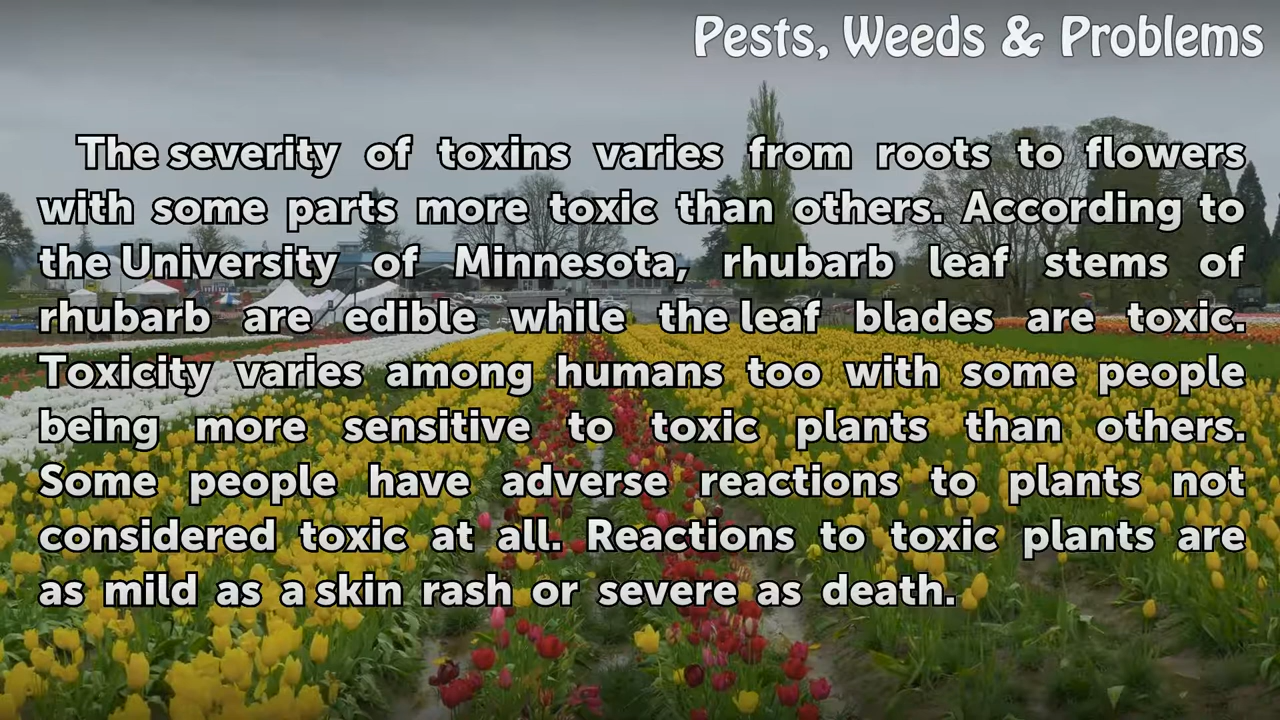 Pests, Weeds & Problems
The severity of toxins varies from roots to flowers
with some parts more toxic than others. According to
the University of Minnesota, rhubarb leaf stems of
rhubarb are edible while the leaf blades are toxic.
Toxicity varies among humans too with some people
being more sensitive to toxic plants than others.
Some people have adverse reactions to plants not
considered toxic at all. Reactions to toxic plants are
as mild as a skin rash or severe as death.